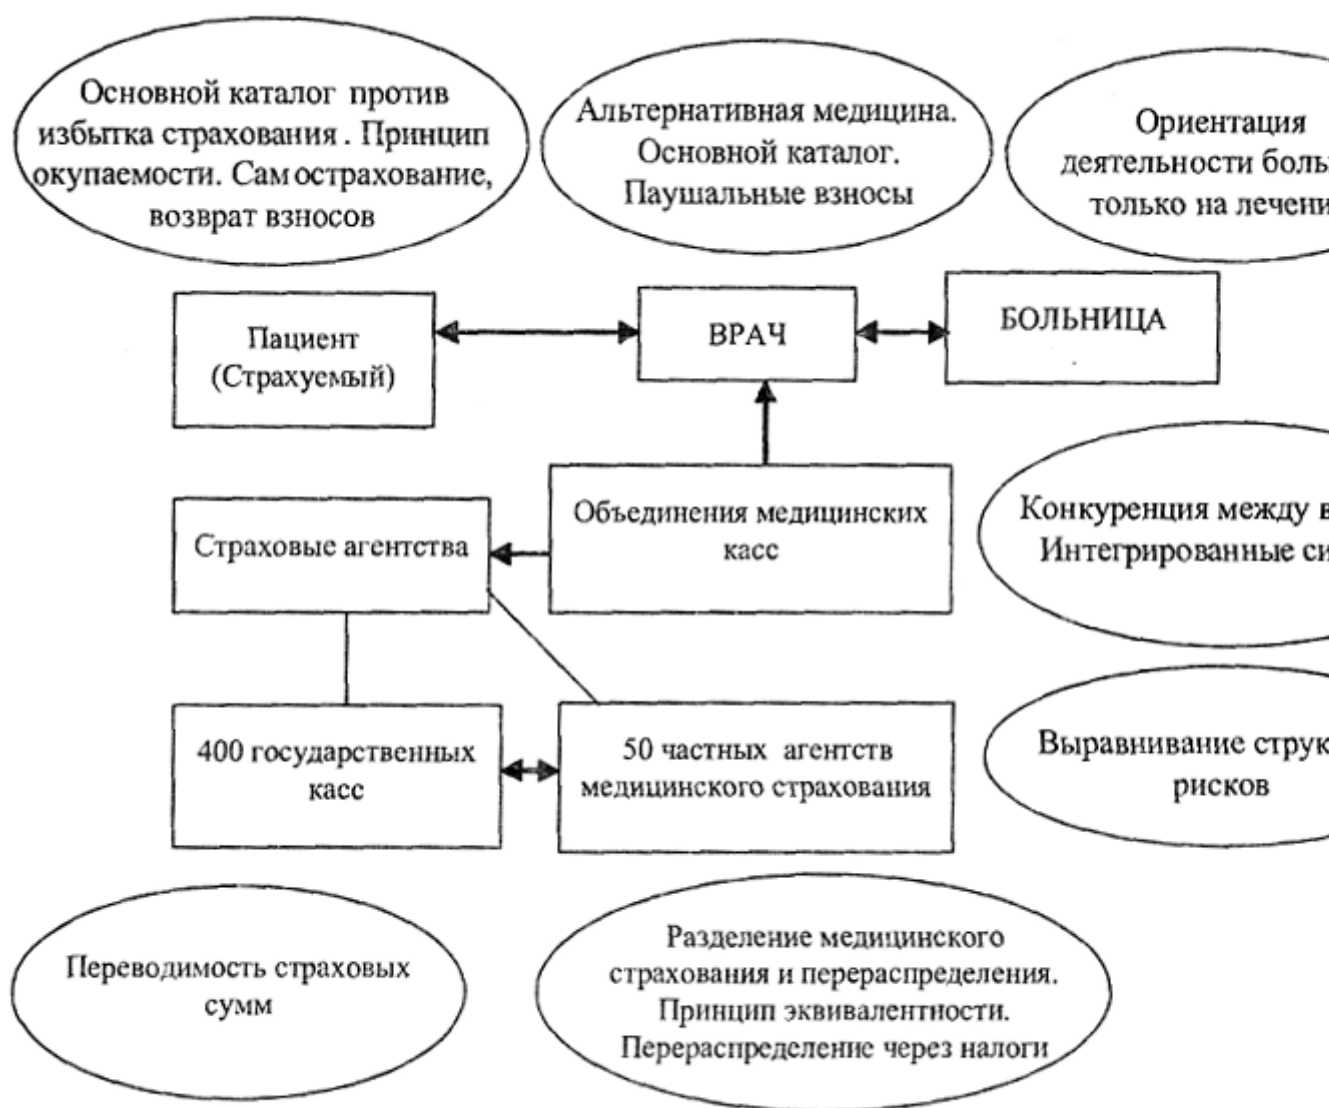 Основной каталог против
избытка страхования . Принцип
окупаемости. Самострахование,
возврат взносов
Альтернативная медицина.
Основной каталог.
Паушальные взносы
Ориентация
деятельности
только на
Пациент
(Страхуемый)
ВРАЧ
БОЛЬНИЦА
Страховые агентства
Объединения медицинских
касс
Конкуренция между
Интегрированные
400 государственных
касс
50 частных агентств
медицинского страхования
Выравнивание
рисков
Переводимость страховых
сумм
Разделение медицинского
страхования и перераспределения.
Принцип эквивалентности.
Перераспределение через налоги